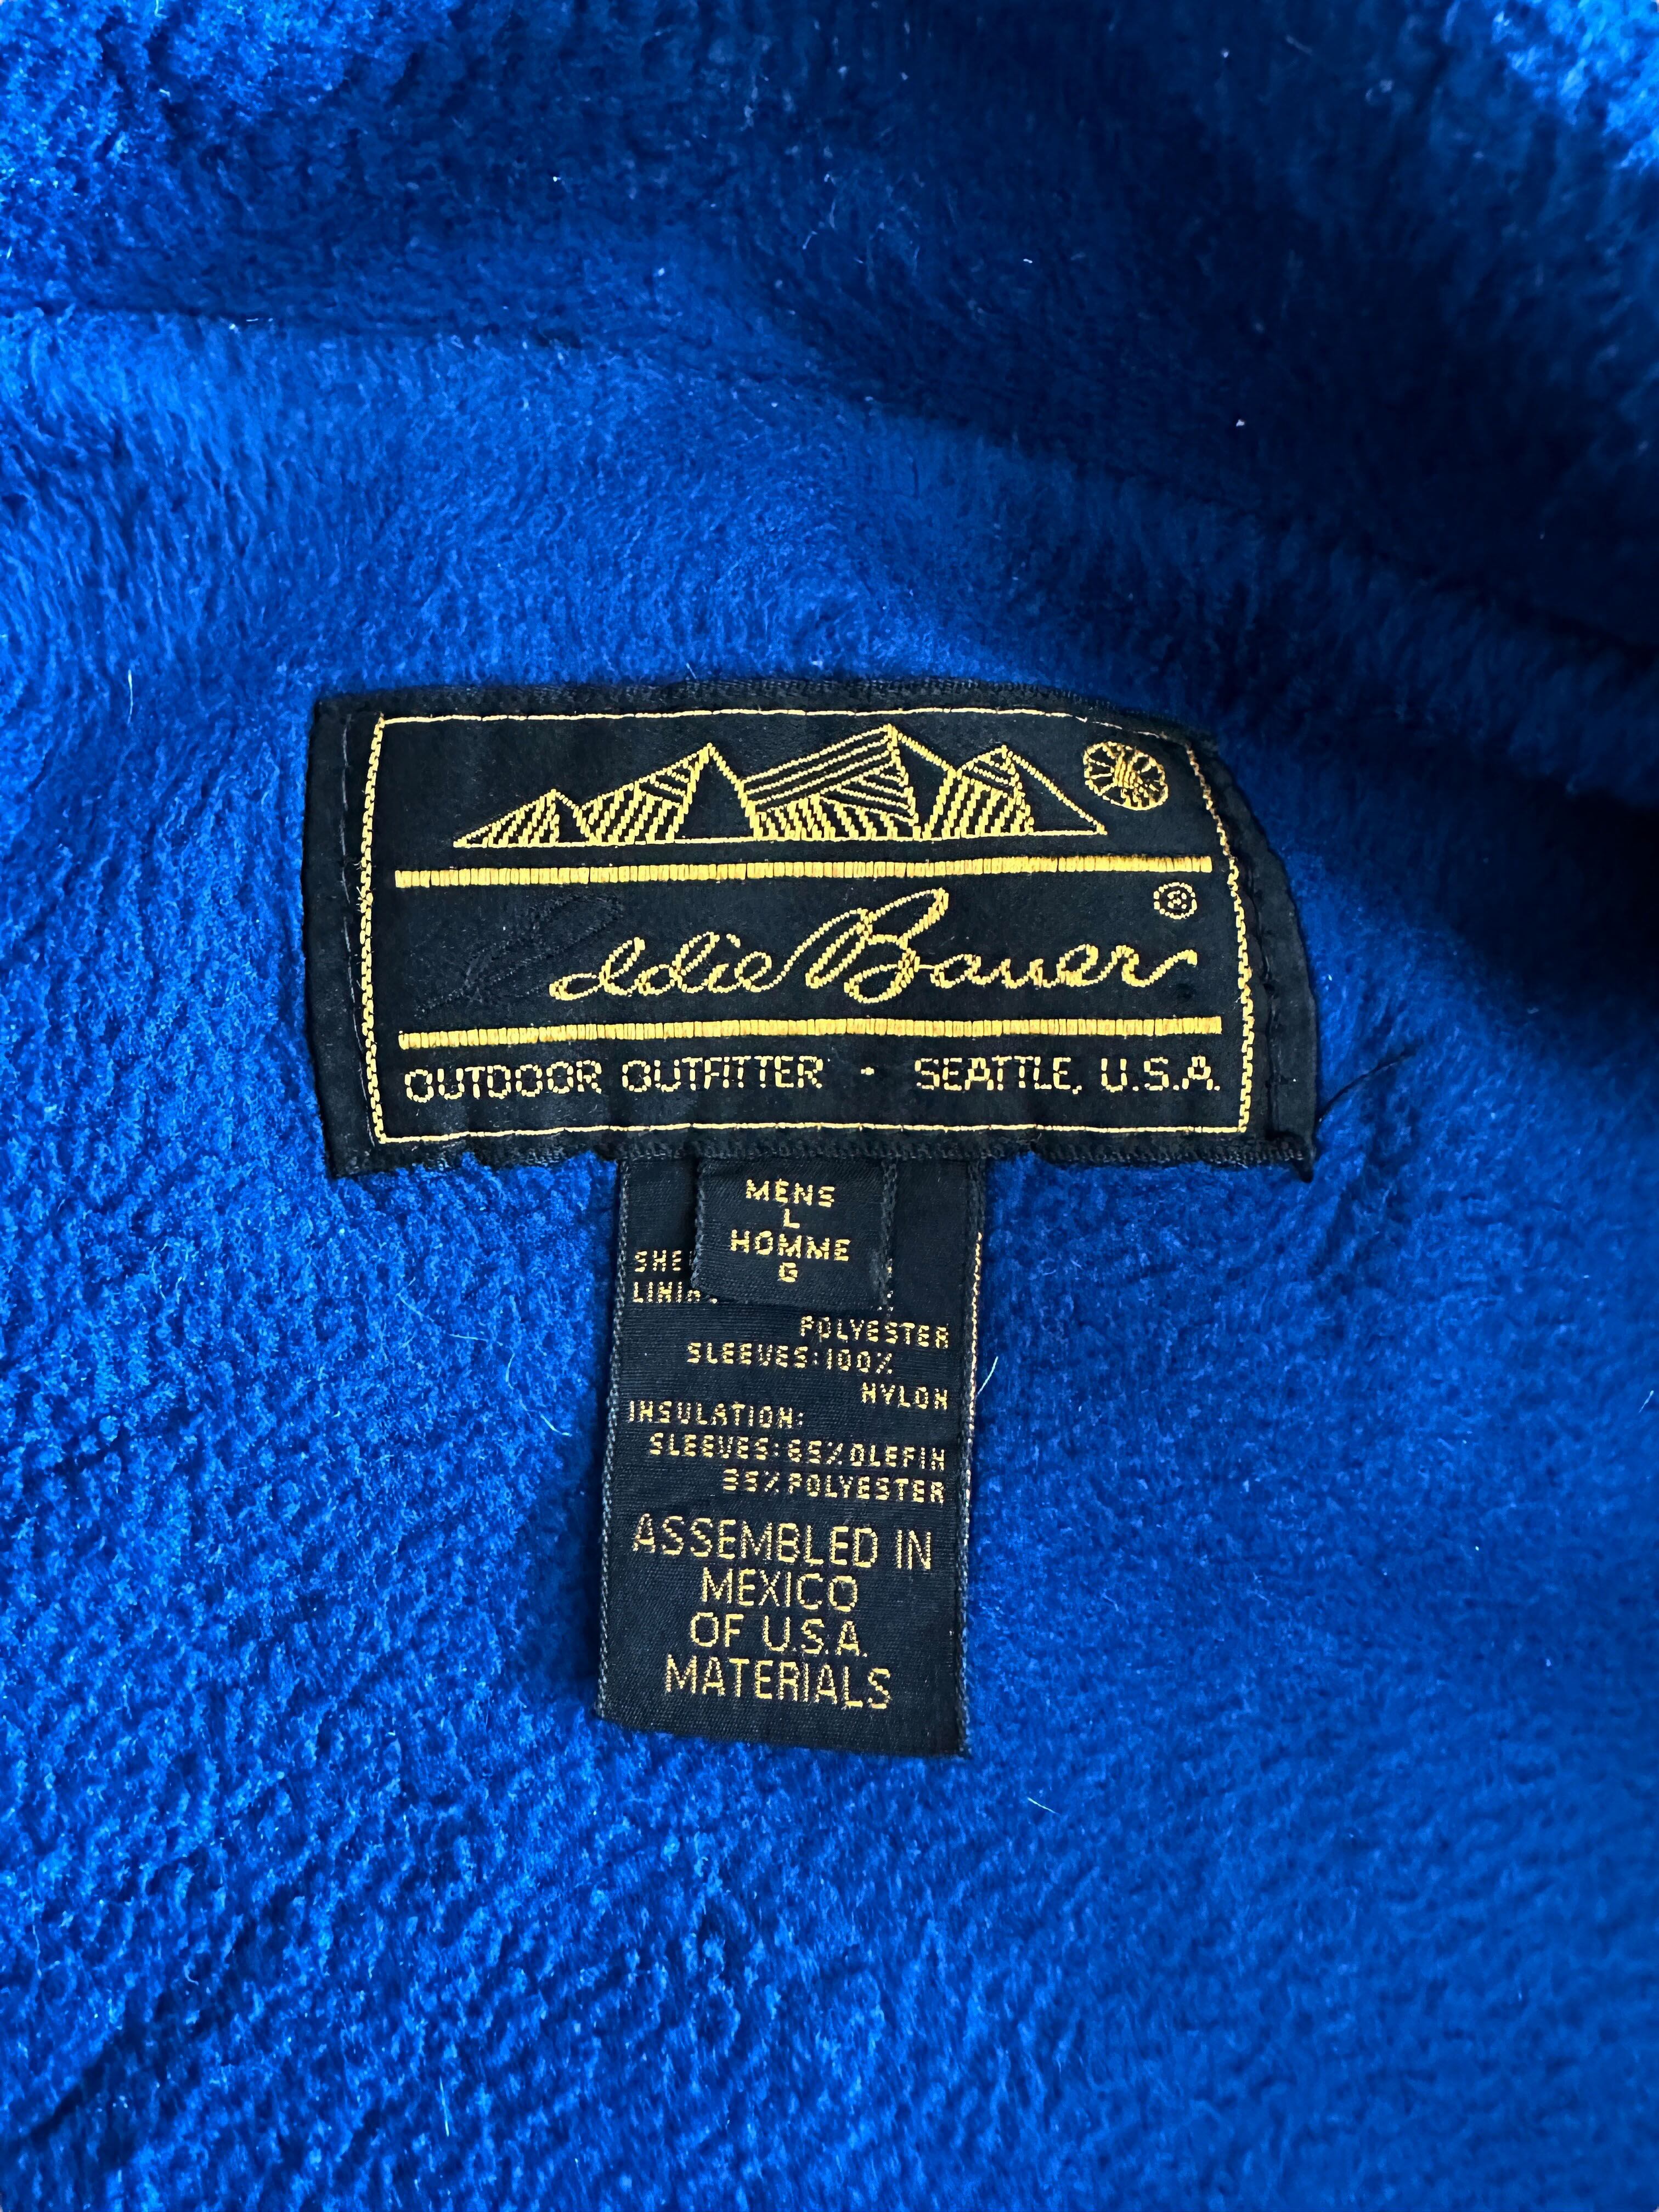 Eddie Bauer ®
OUTDOOR OUTFITTER • SEATTLE, U.S.A.
MENS
L
HOMME
G
POLYESTER
SLEEVES: 100%
NYLON
INSULATION:
SLEEVES: 65% OLEFIN
35% POLYESTER
ASSEMBLED IN
MEXICO
OF U.S.A.
MATERIALS